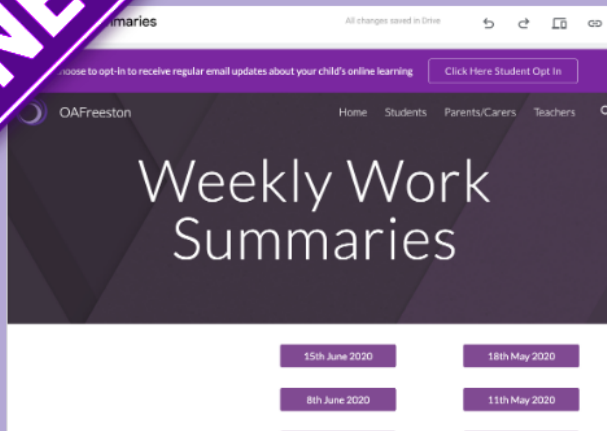 All changes saved in Drive
to opt-in to receive regular email updates about your child's online learning
Click Here Student Opt In
OAFreeston
Home Students Parents/Carers Teachers
Weekly Work
Summaries
15th June 2020 18th May 2020
8th June 2020 11th May 2020